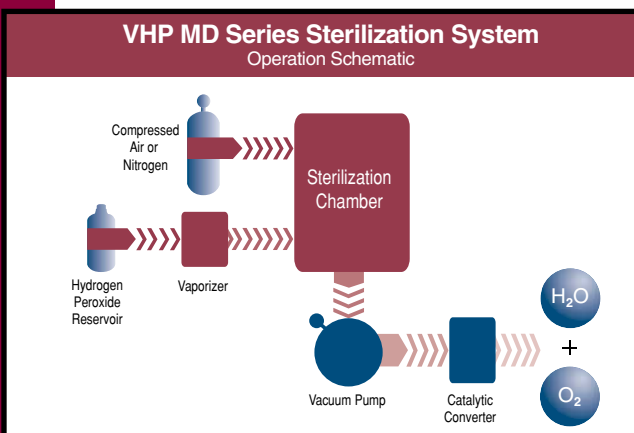 VHP MD Series Sterilization System
Operation Schematic
Compressed
Air or
Nitrogen
Sterilization
Chamber
Hydrogen
Peroxide
Reservoir
Vaporizer
H₂O
+
O₂
Vacuum Pump
Catalytic
Converter